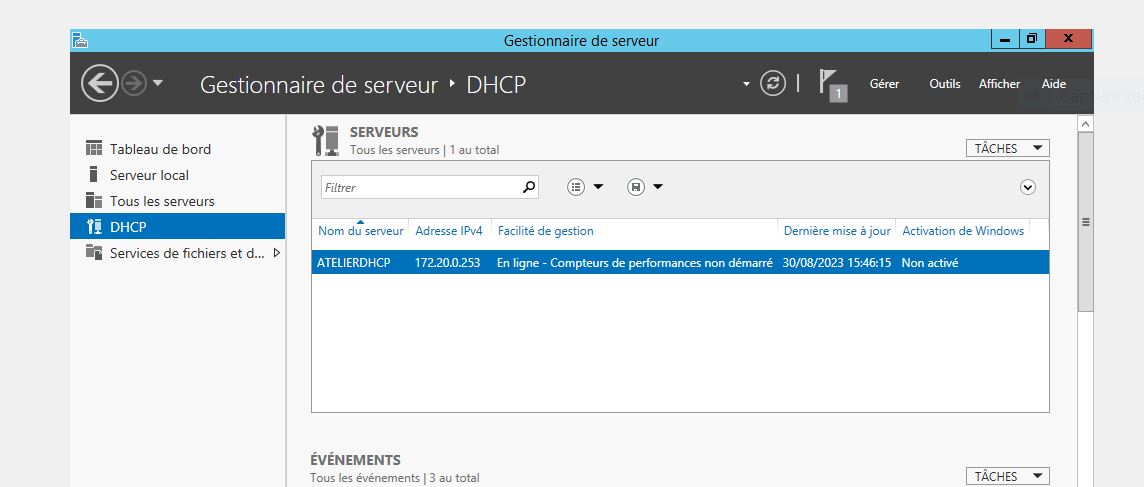 Gestionnaire de serveur
Gestionnaire de serveur • DHCP
1
Gérer Outils Afficher Aide
Tableau de bord
Serveur local
Tous les serveurs
DHCP
Services de fichiers et d...
SERVEURS
Tous les serveurs | 1 au total
TÂCHES
Filtrer
Nom du serveur Adresse IPv4 Facilité de gestion Dernière mise à jour Activation de Windows
ATELIERDHCP 172.20.0.253 En ligne - Compteurs de performances non démarré 30/08/2023 15:46:15 Non activé
ÉVÉNEMENTS
Tous les événements | 3 au total
TÂCHES